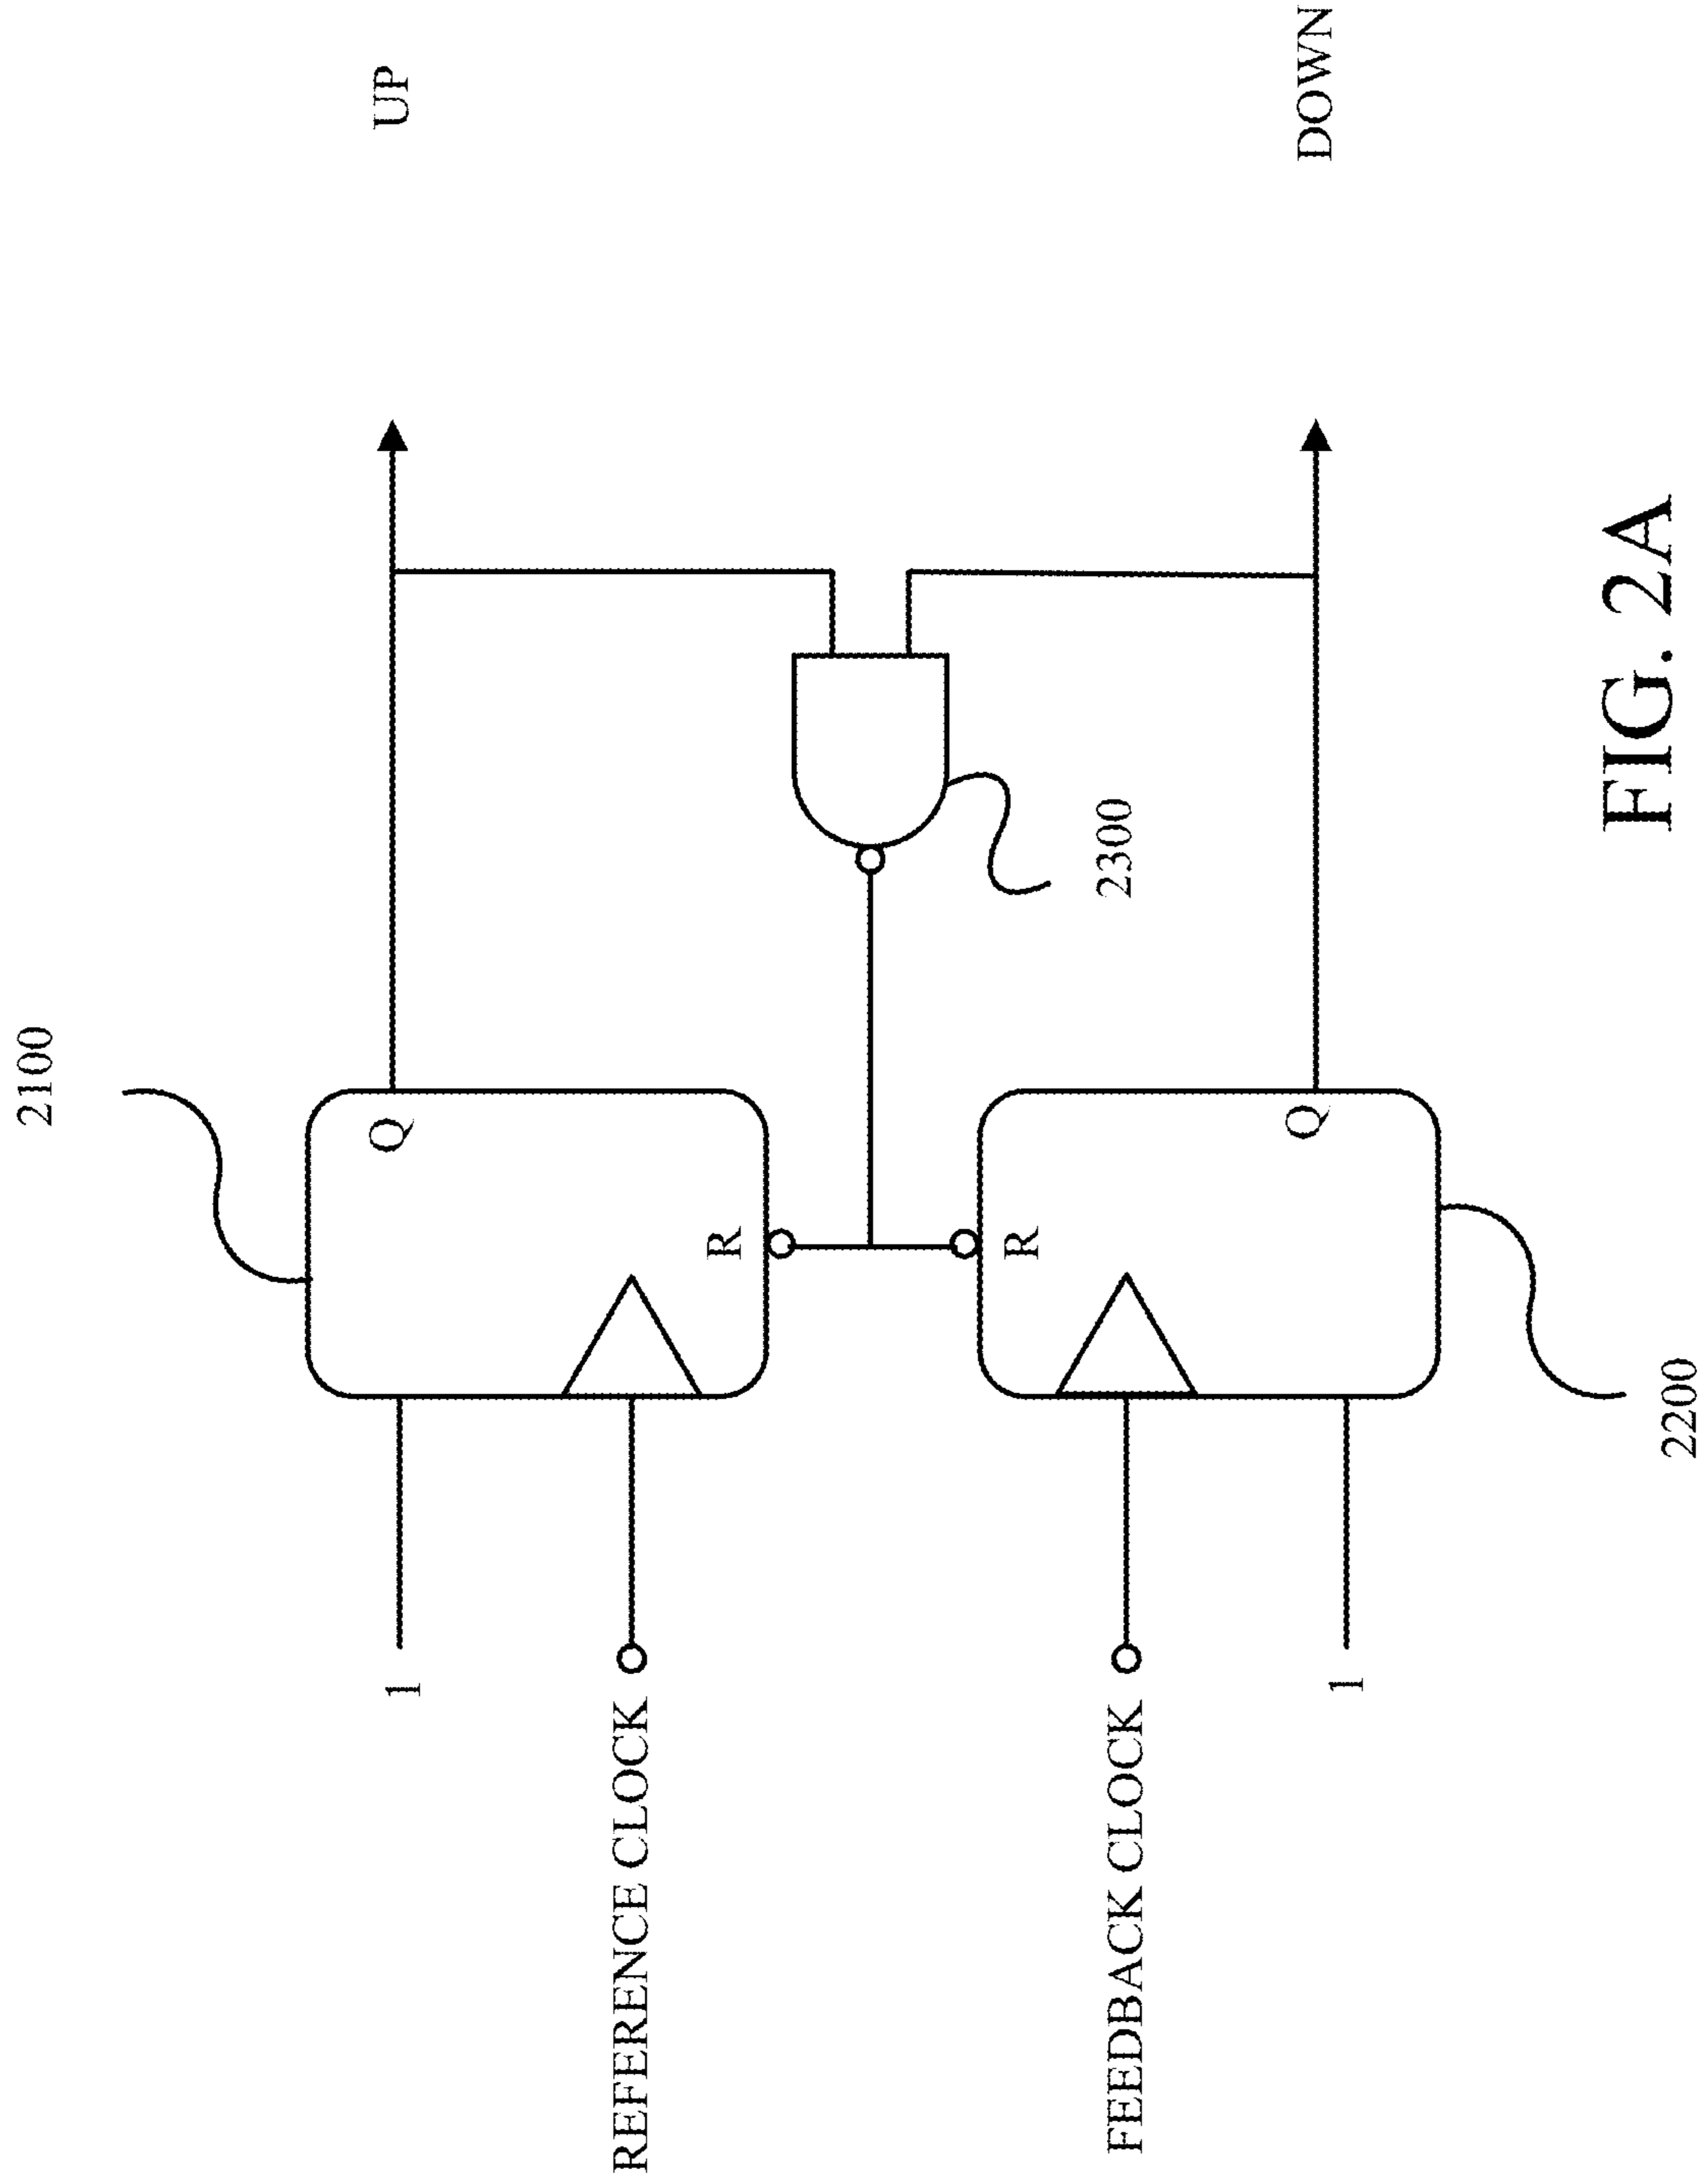 2100
1
Q
UP
REFERENCE CLOCK
R
2300
R
FEEDBACK CLOCK
1
Q
DOWN
2200
FIG. 2A